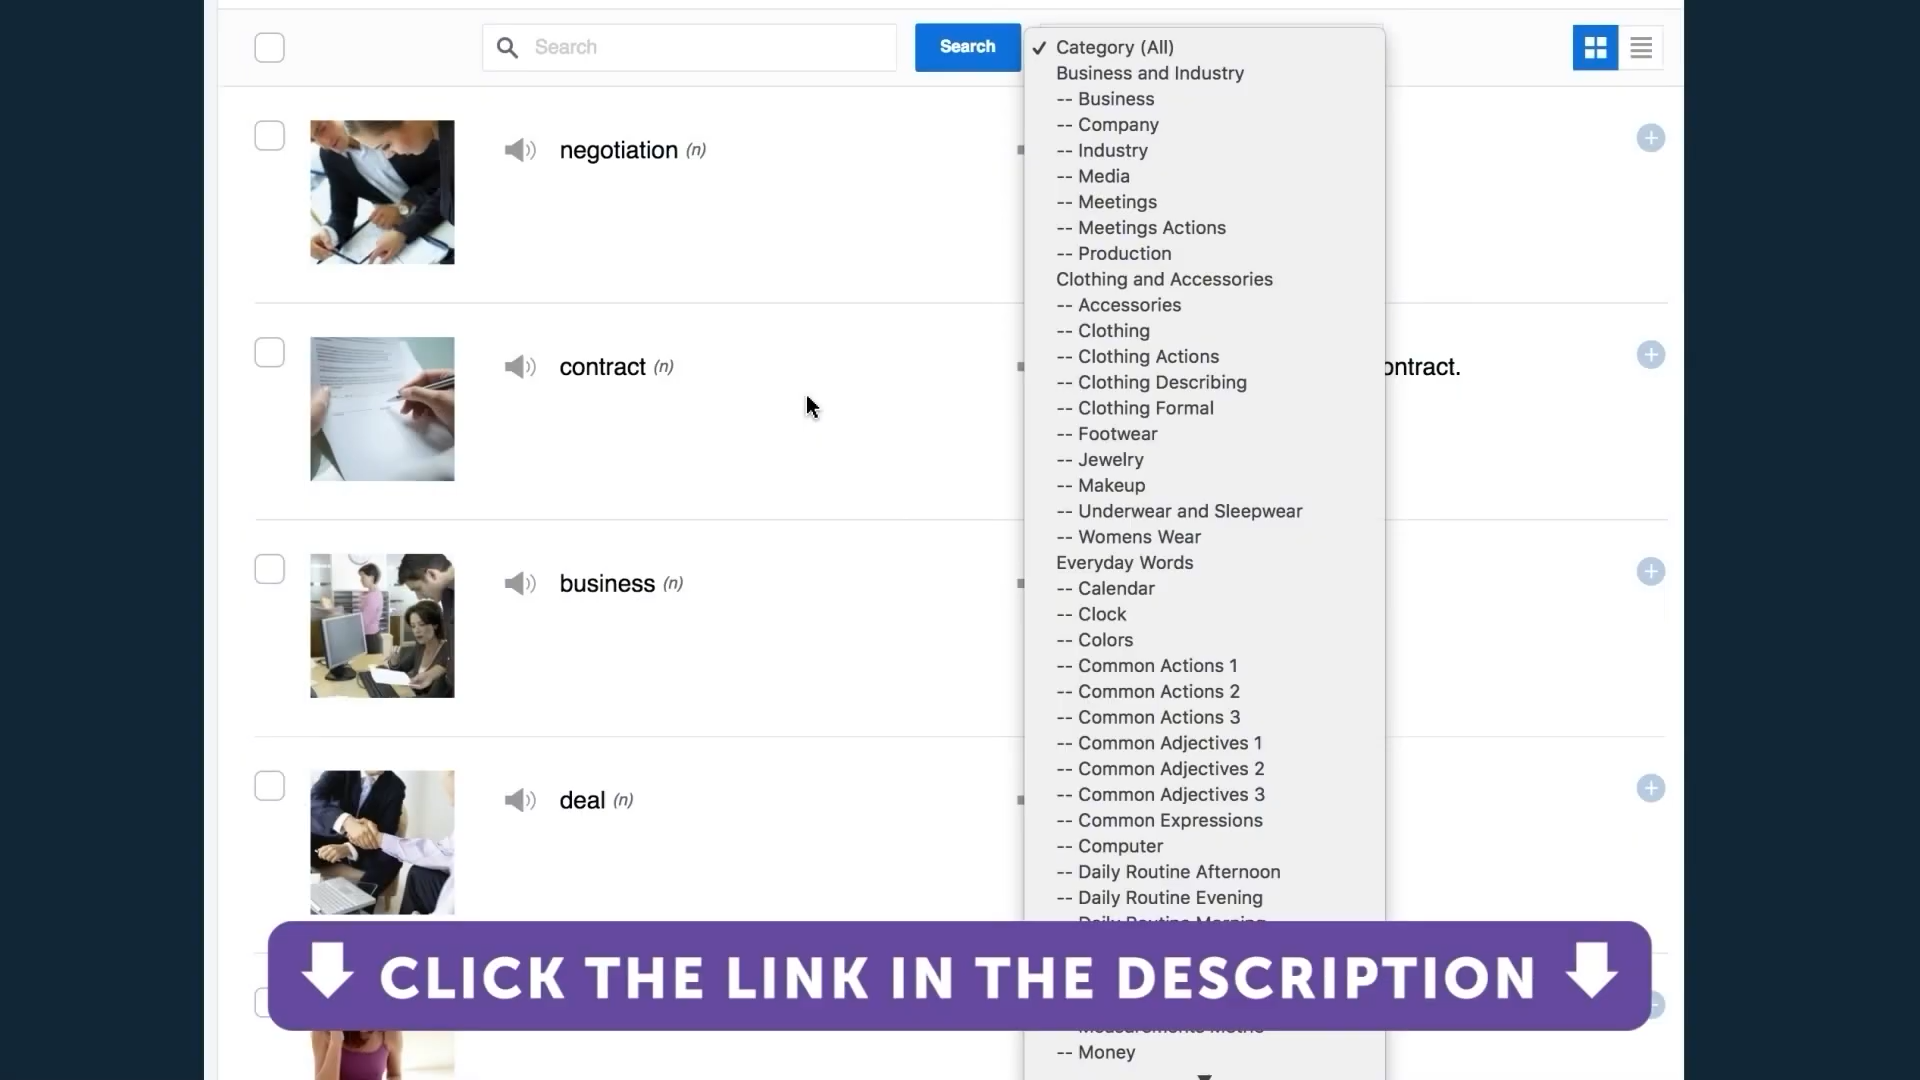 Search
Search
✓ Category (All)
Business and Industry
-- Business
-- Company
-- Industry
-- Media
-- Meetings
-- Meetings Actions
-- Production
Clothing and Accessories
-- Accessories
-- Clothing
-- Clothing Actions
-- Clothing Describing
-- Clothing Formal
-- Footwear
-- Jewelry
-- Makeup
-- Underwear and Sleepwear
-- Womens Wear
Everyday Words
-- Calendar
-- Clock
-- Colors
-- Common Actions 1
-- Common Actions 2
-- Common Actions 3
-- Common Adjectives 1
-- Common Adjectives 2
-- Common Adjectives 3
-- Common Expressions
-- Computer
-- Daily Routine Afternoon
-- Daily Routine Evening
-- Daily Routine Morning
-- Money
negotiation (n)
contract (n)
ontract.
business (n)
deal (n)
CLICK THE LINK IN THE DESCRIPTION